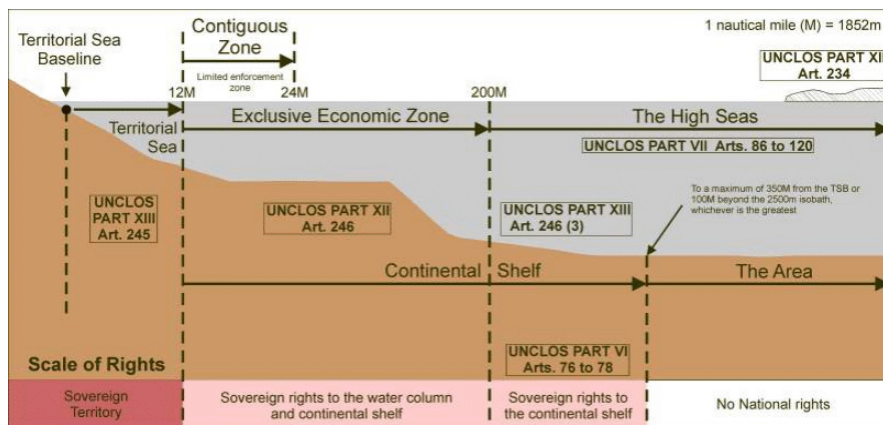 Territorial Sea
Baseline
Contiguous
Zone
Limited enforcement
zone
1 nautical mile (M) = 1852m
UNCLOS PART XII
Art. 234
12M
24M
200M
Territorial
Sea
Exclusive Economic Zone
The High Seas
UNCLOS PART VII Arts. 86 to 120
UNCLOS
PART XIII
Art. 245
UNCLOS PART XII
Art. 246
UNCLOS PART XIII
Art. 246 (3)
To a maximum of 350M from the TSB or
100M beyond the 2500m isobath,
whichever is the greatest
Continental Shelf
The Area
UNCLOS PART VI
Arts. 76 to 78
Scale of Rights
Sovereign
Territory
Sovereign rights to the water column
and continental shelf
Sovereign rights to
the continental shelf
No National rights